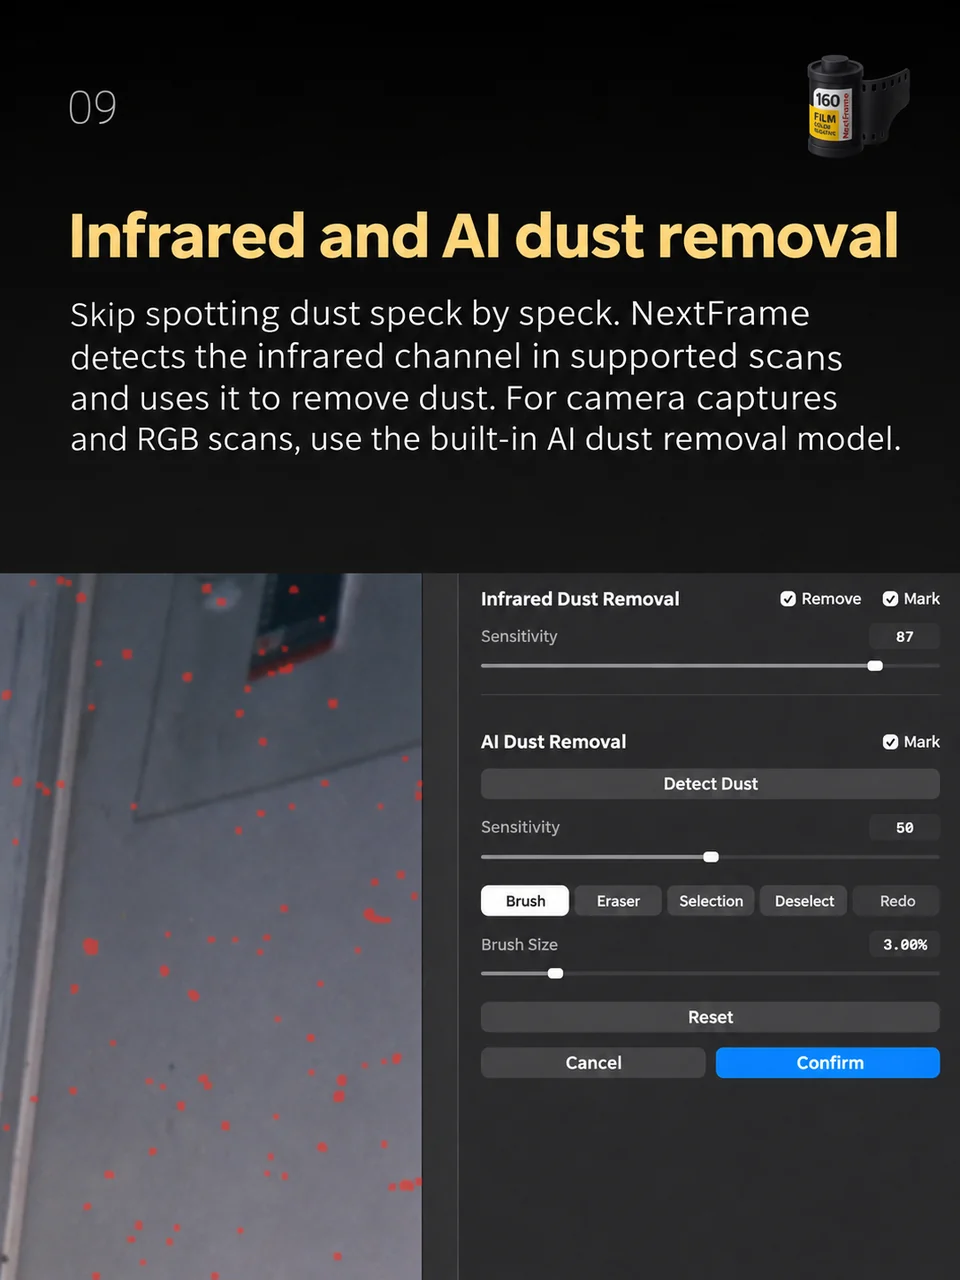 09
160
FILM
COLOR
NEGATIVE
NextFrame
Infrared and AI dust removal
Skip spotting dust speck by speck. NextFrame
detects the infrared channel in supported scans
and uses it to remove dust. For camera captures
and RGB scans, use the built-in AI dust removal model.
Infrared Dust Removal Remove Mark
Sensitivity 87
AI Dust Removal Mark
Detect Dust
Sensitivity 50
Brush Eraser Selection Deselect Redo
Brush Size 3.00%
Reset
Cancel Confirm